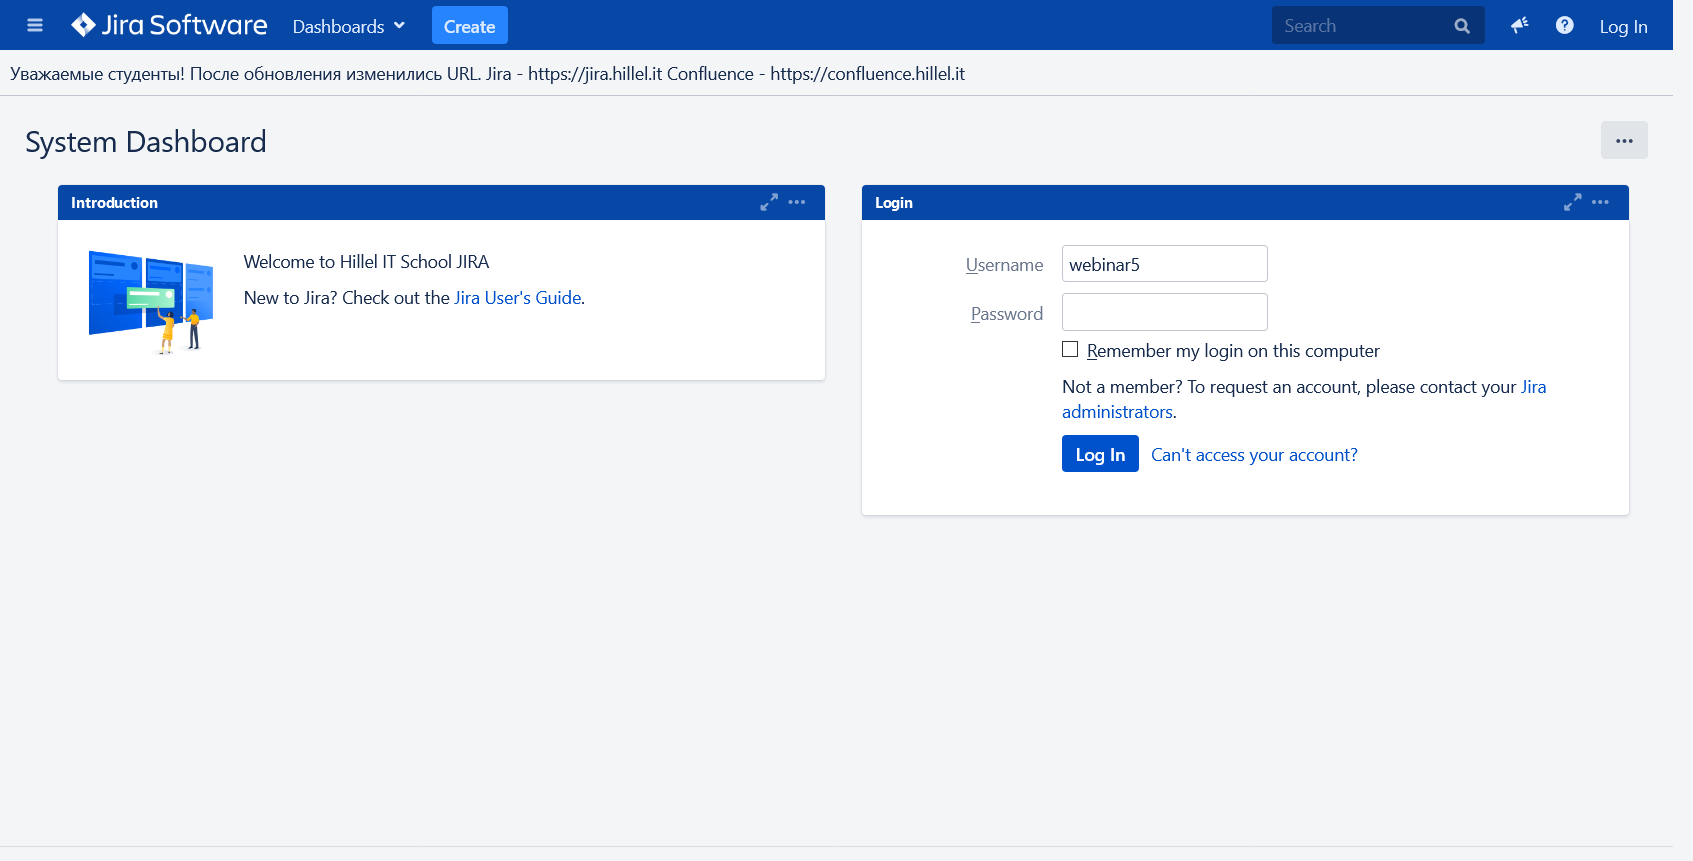 Jira Software Dashboards Create Search Log In
Уважаемые студенты! После обновления изменились URL. Jira - https://jira.hillel.it Confluence - https://confluence.hillel.it
System Dashboard
Introduction
Welcome to Hillel IT School JIRA
New to Jira? Check out the Jira User's Guide.
Login
Username webinar5
Password
Remember my login on this computer
Not a member? To request an account, please contact your Jira
administrators.
Log In Can't access your account?